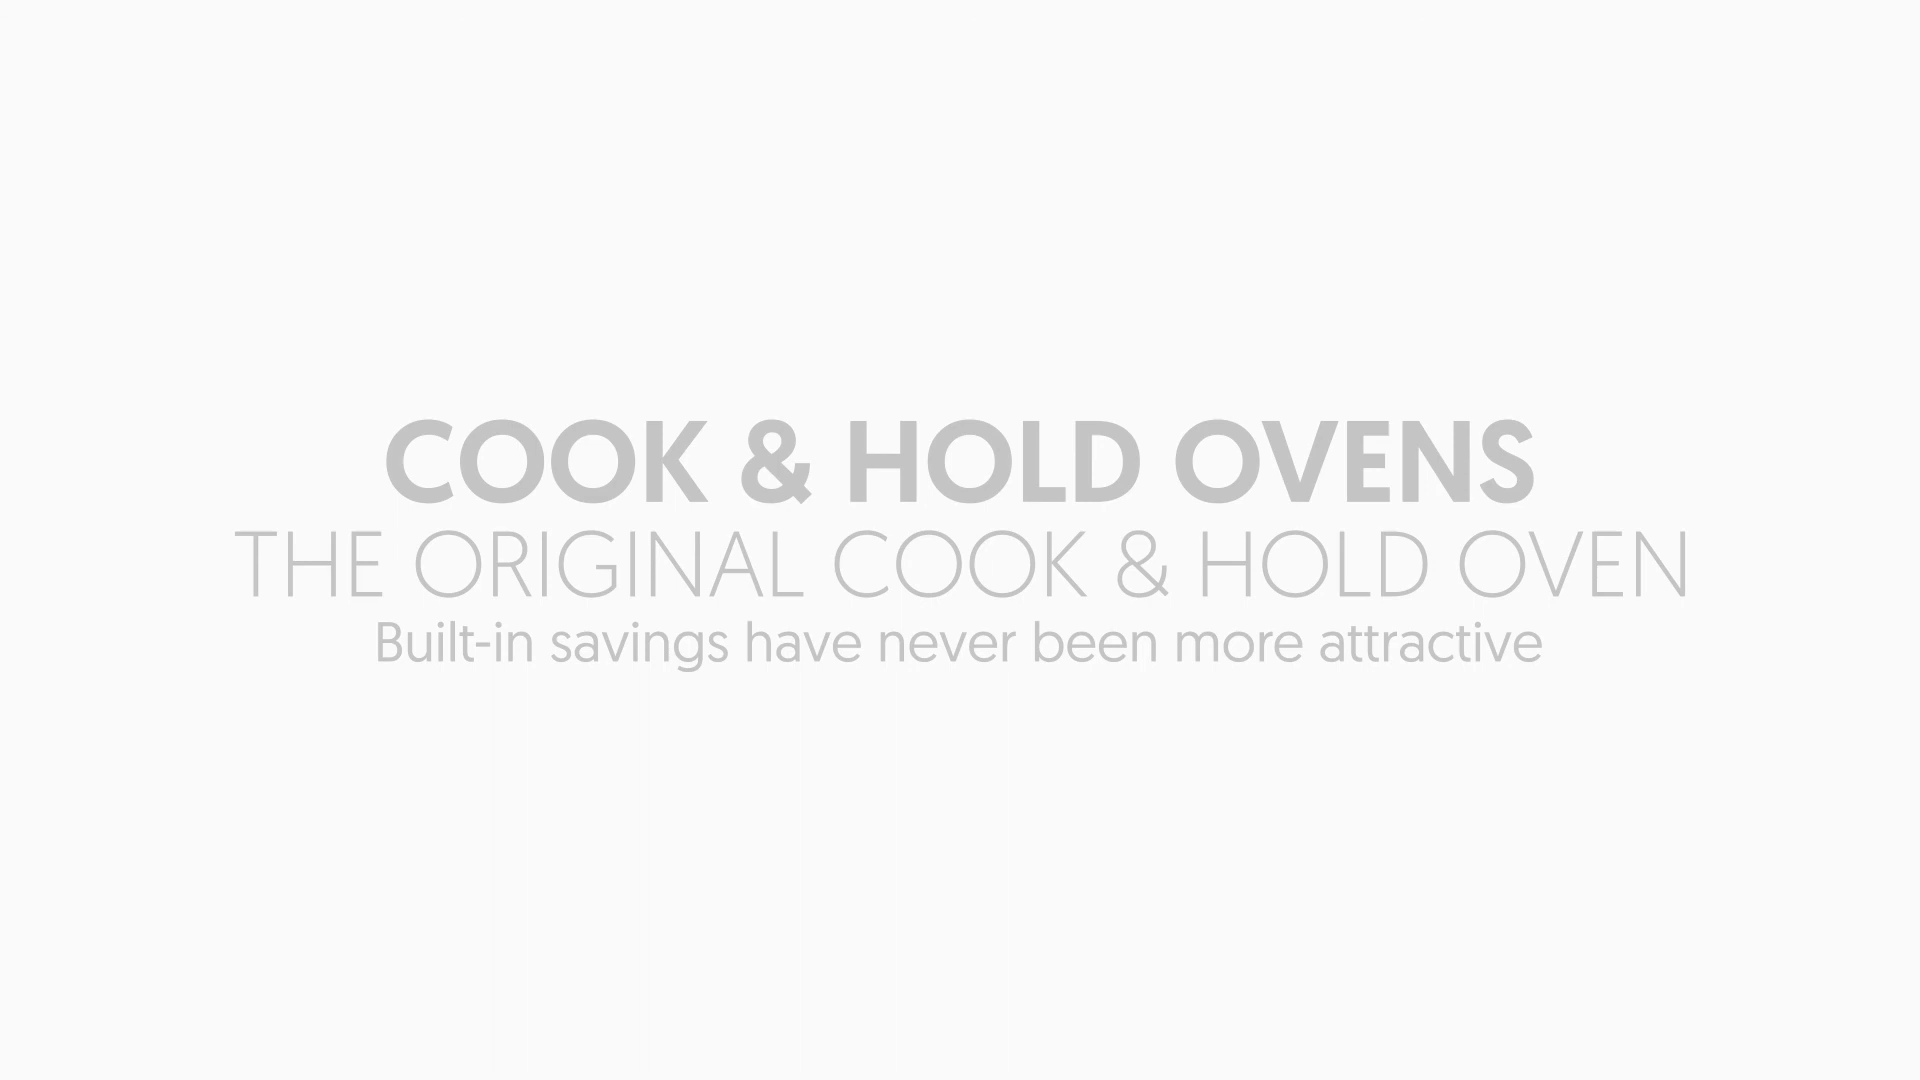 COOK & HOLD OVENS
THE ORIGINAL COOK & HOLD OVEN
Built-in savings have never been more attractive